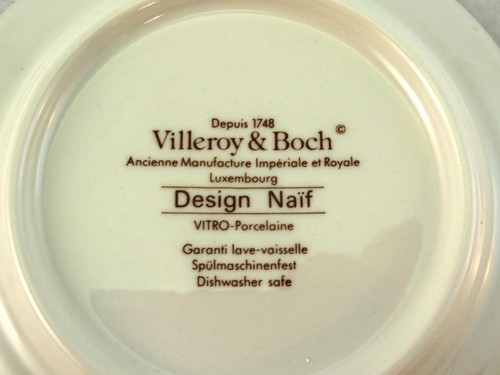 Depuis 1748
Villeroy & Boch ©
Ancienne Manufacture Impériale et Royale
Luxembourg
Design Naïf
VITRO-Porcelaine
Garanti lave-vaisselle
Spülmaschinenfest
Dishwasher safe